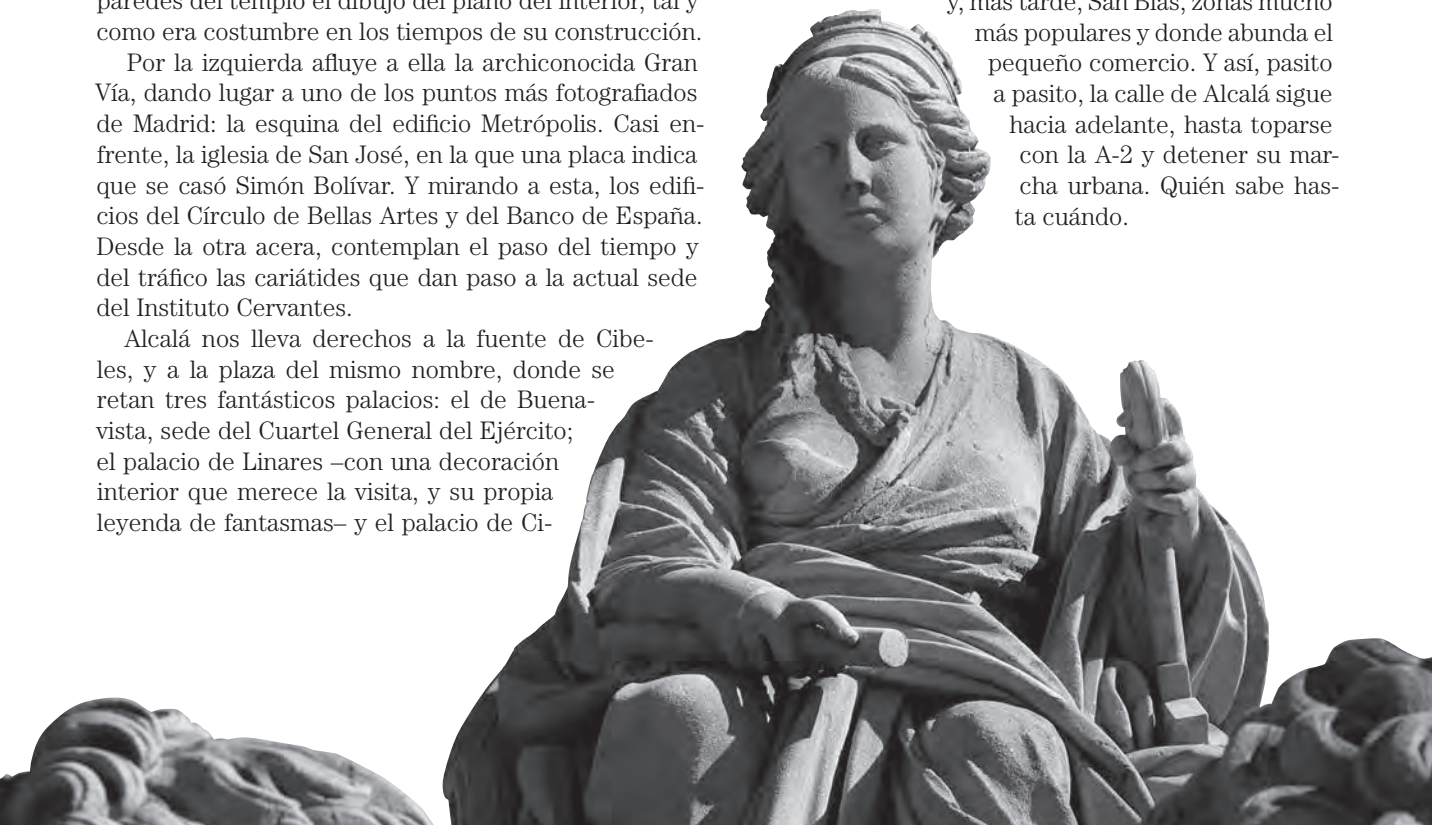 paredes del templo el dibujo del plano del interior, tal y
como era costumbre en los tiempos de su construcción.
Por la izquierda afluye a ella la archiconocida Gran
Vía, dando lugar a uno de los puntos más fotografiados
de Madrid: la esquina del edificio Metrópolis. Casi en-
frente, la iglesia de San José, en la que una placa indica
que se casó Simón Bolívar. Y mirando a esta, los edifi-
cios del Círculo de Bellas Artes y del Banco de España.
Desde la otra acera, contemplan el paso del tiempo y
del tráfico las cariátides que dan paso a la actual sede
del Instituto Cervantes.
Alcalá nos lleva derechos a la fuente de Cibe-
les, y a la plaza del mismo nombre, donde se
retan tres fantásticos palacios: el de Buena-
vista, sede del Cuartel General del Ejército;
el palacio de Linares –con una decoración
interior que merece la visita, y su propia
leyenda de fantasmas– y el palacio de Ci-
y, más tarde, San Blas, zonas mucho
más populares y donde abunda el
pequeño comercio. Y así, pasito
a pasito, la calle de Alcalá sigue
hacia adelante, hasta toparse
con la A-2 y detener su mar-
cha urbana. Quién sabe has-
ta cuándo.